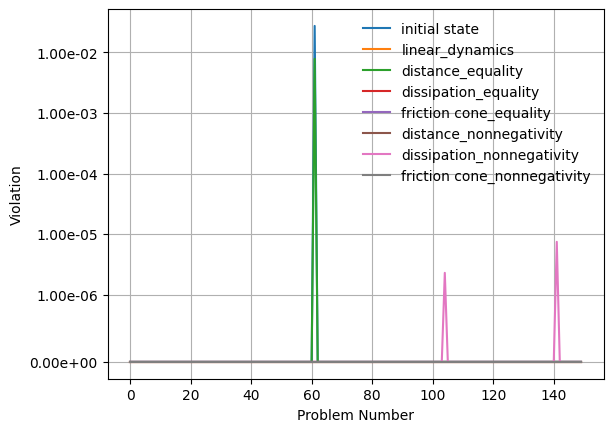 1.00e-02
1.00e-03
1.00e-04
1.00e-05
1.00e-06
0.00e+00
Violation
initial state
linear_dynamics
distance_equality
dissipation_equality
friction cone_equality
distance_nonnegativity
dissipation_nonnegativity
friction cone_nonnegativity
0 20 40 60 80 100 120 140
Problem Number